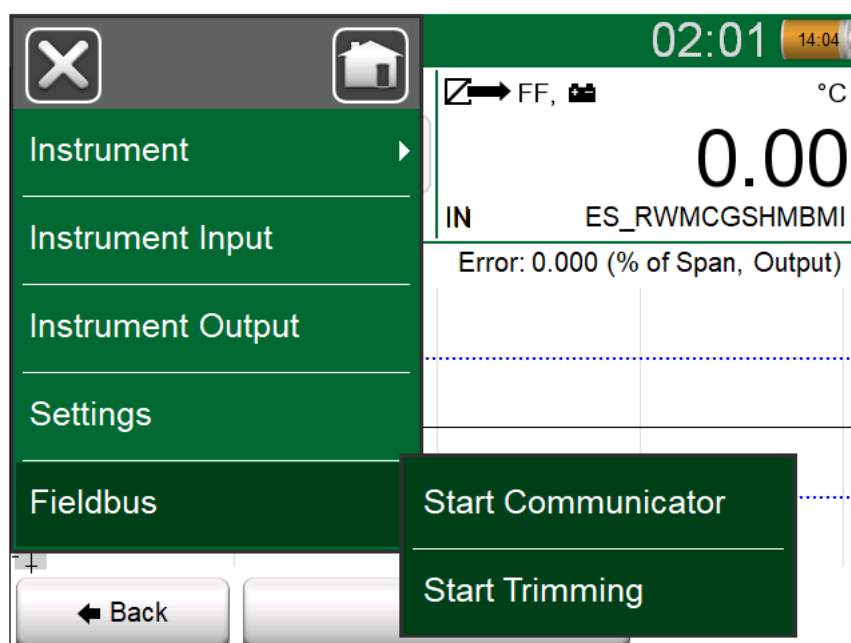 02:01
14:04
FF,
°C
0.00
IN
ES_RWMCGSHMBMI
Error: 0.000 (% of Span, Output)
Instrument
Instrument Input
Instrument Output
Settings
Fieldbus
Start Communicator
Start Trimming
Back